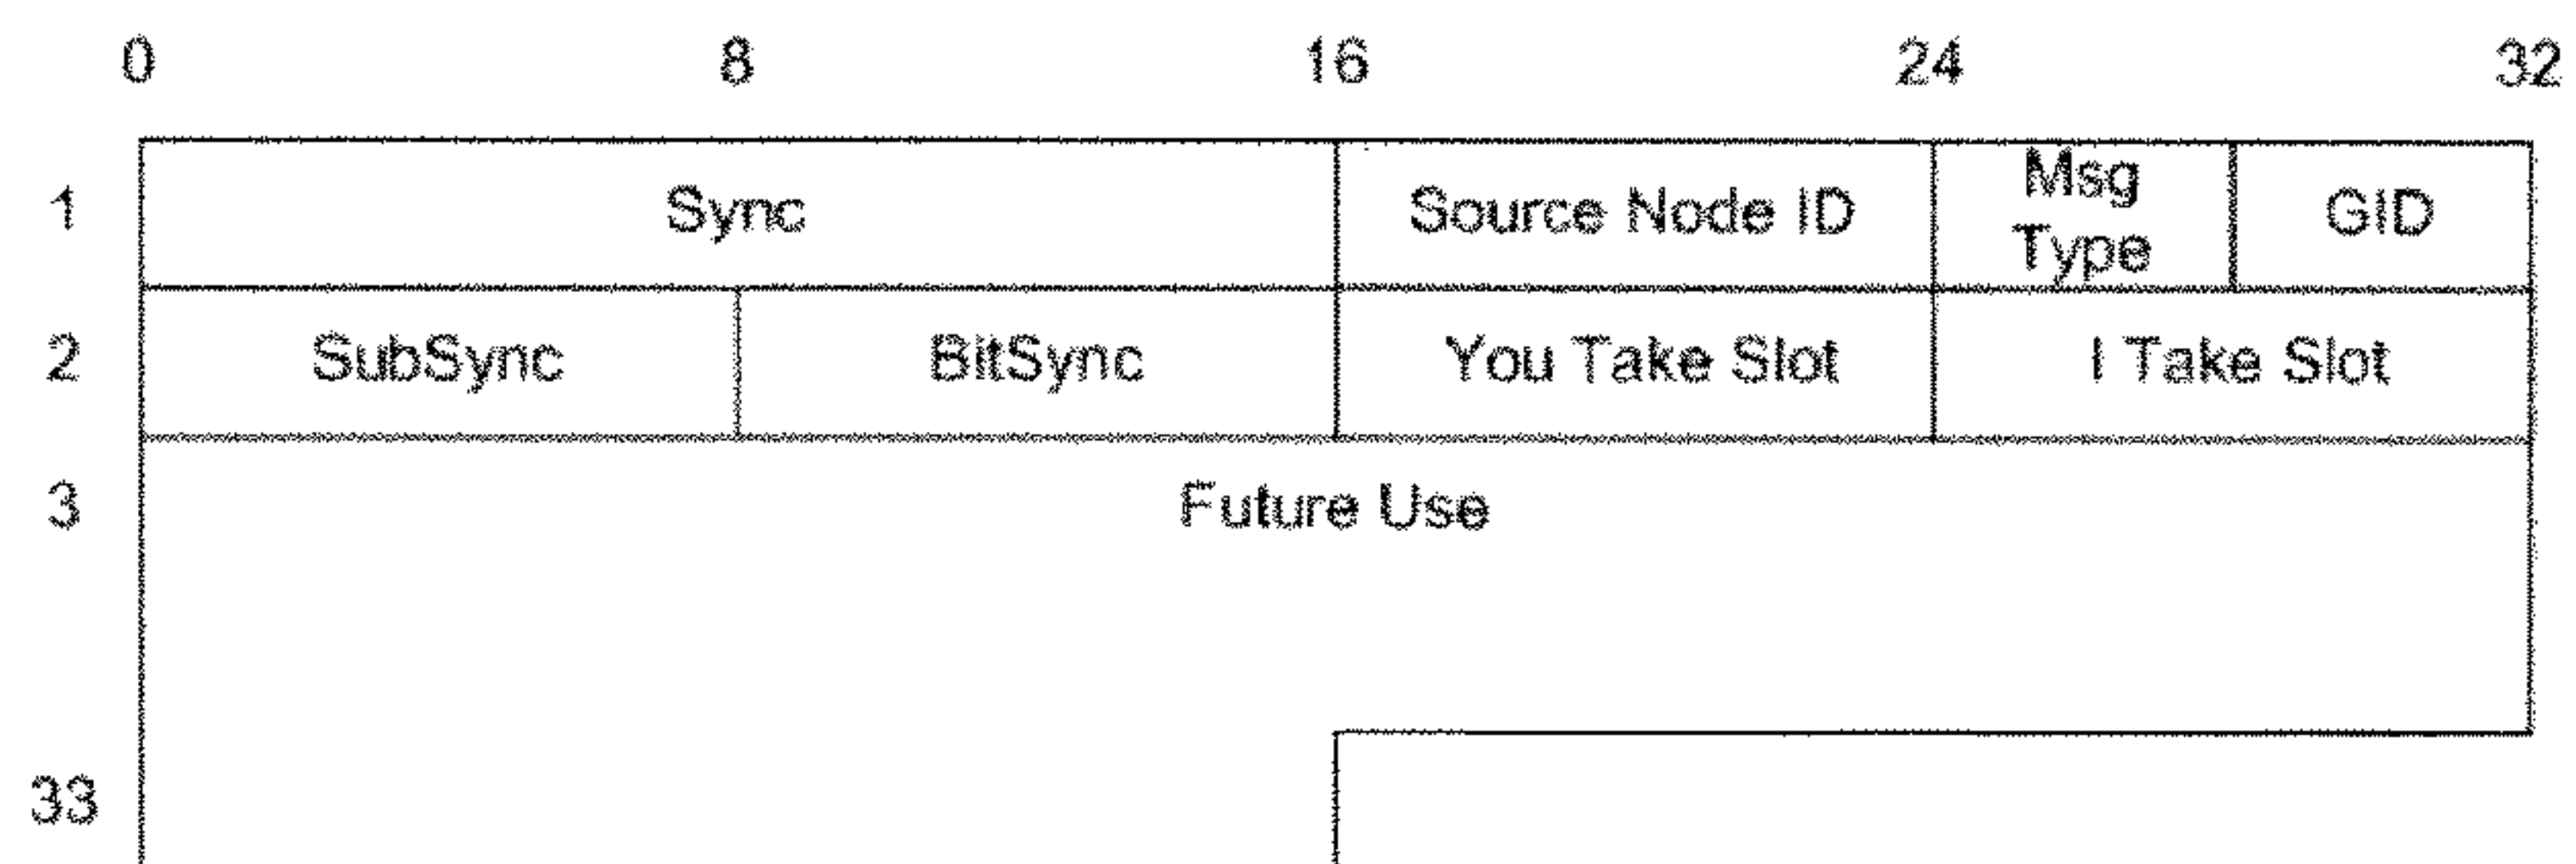 0 8 16 24 32
1 Sync Source Node ID Msg Type GID
2 SubSync BitSync You Take Slot I Take Slot
3 Future Use
33